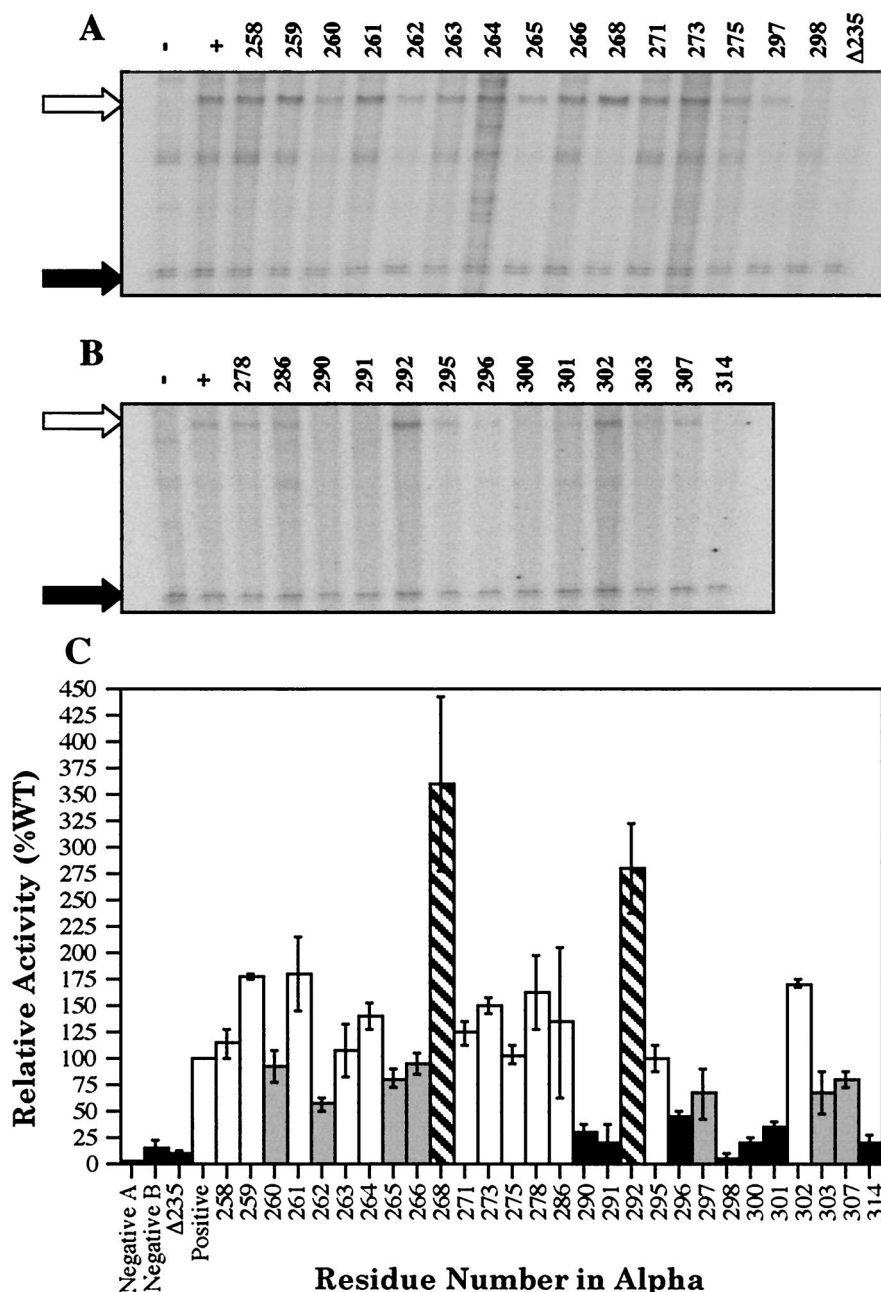 A
- + 258 259 260 261 262 263 264 265 266 268 271 273 275 297 298 Δ235
B
- + 278 286 290 291 292 295 296 300 301 302 303 307 314
C
450
425
400
375
350
325
300
275
250
225
200
175
150
125
100
75
50
25
0
Relative Activity (%WT)
Negative A Negative B Δ235 Positive 258 259 260 261 262 263 264 265 266 268 271 273 275 278 286 290 291 292 295 296 297 298 300 301 302 303 307 314
Residue Number in Alpha